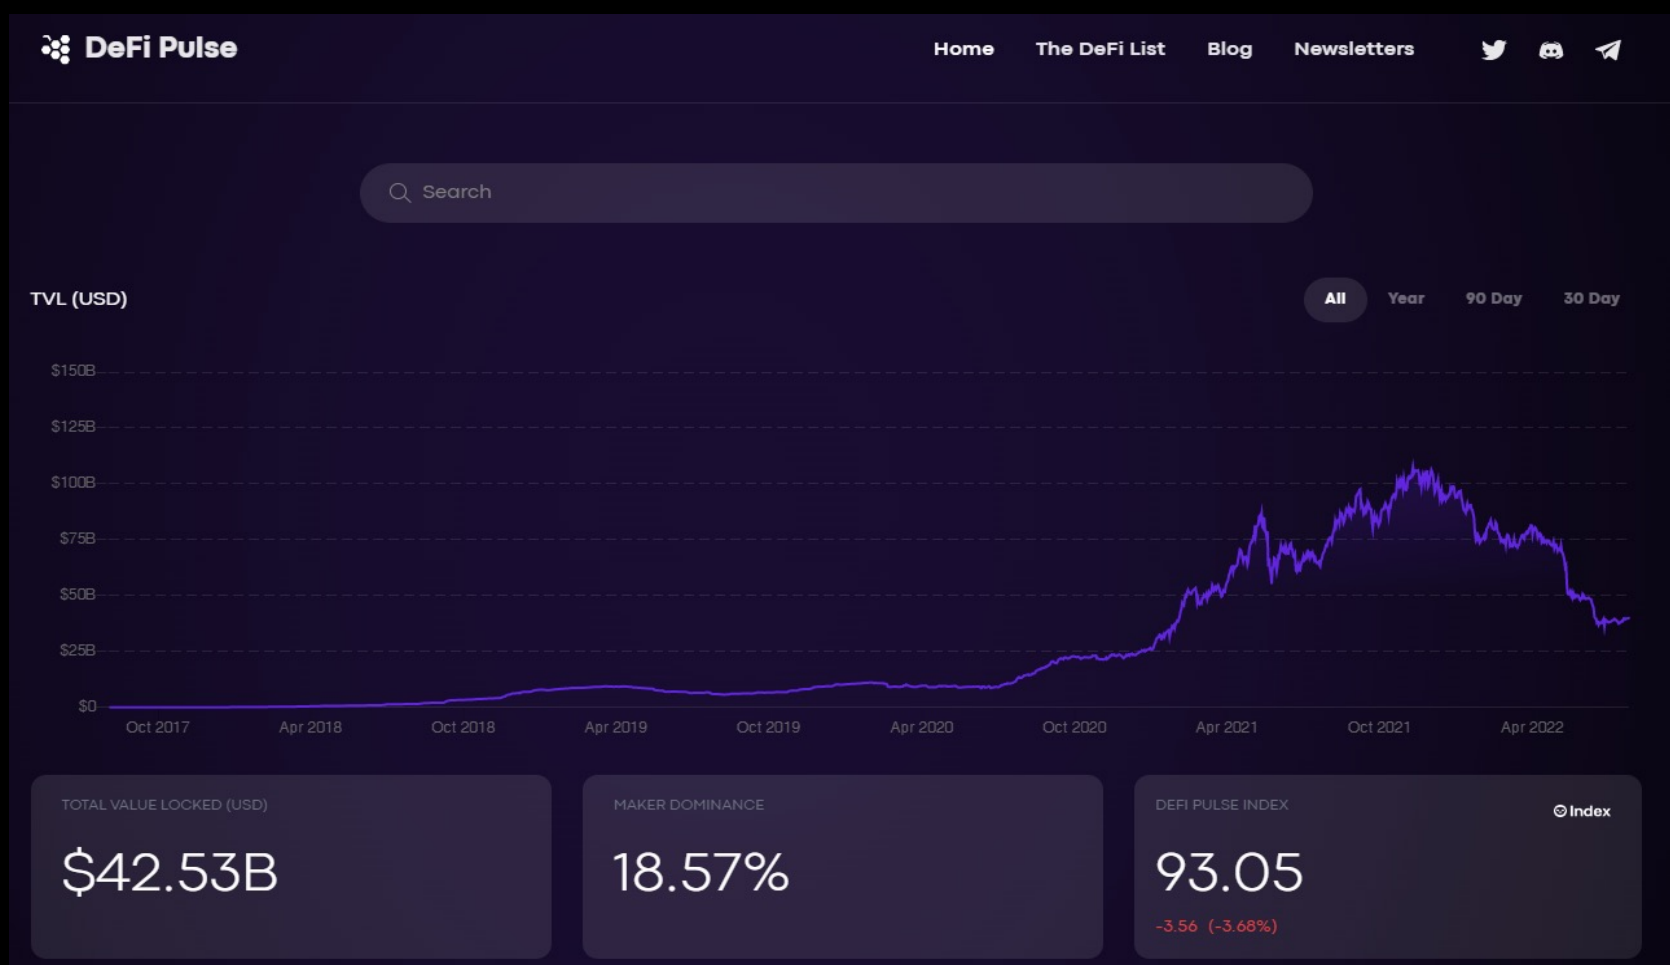 DeFi Pulse
Home The DeFi List Blog Newsletters
Search
TVL (USD)
All Year 90 Day 30 Day
$150B
$125B
$100B
$75B
$50B
$25B
$0
Oct 2017 Apr 2018 Oct 2018 Apr 2019 Oct 2019 Apr 2020 Oct 2020 Apr 2021 Oct 2021 Apr 2022
TOTAL VALUE LOCKED (USD)
$42.53B
MAKER DOMINANCE
18.57%
DEFI PULSE INDEX
Index
93.05
-3.56 (-3.68%)